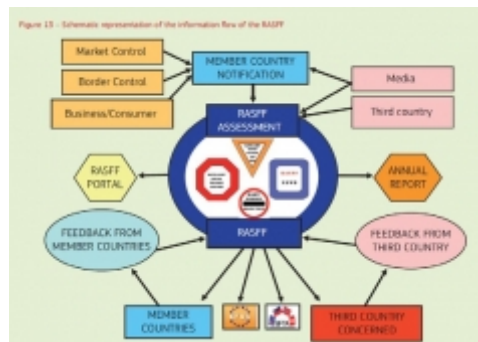 Figure 13 - Schematic representation of the information flow of the RASFF
Market Control
MEMBER COUNTRY
NOTIFICATION
Border Control
Media
Business/Consumer
Third country
RASFF
ASSESSMENT
RASFF
PORTAL
ANNUAL
REPORT
FEEDBACK FROM
MEMBER COUNTRIES
RASFF
FEEDBACK FROM
THIRD COUNTRY
MEMBER
COUNTRIES
THIRD COUNTRY
CONCERNED